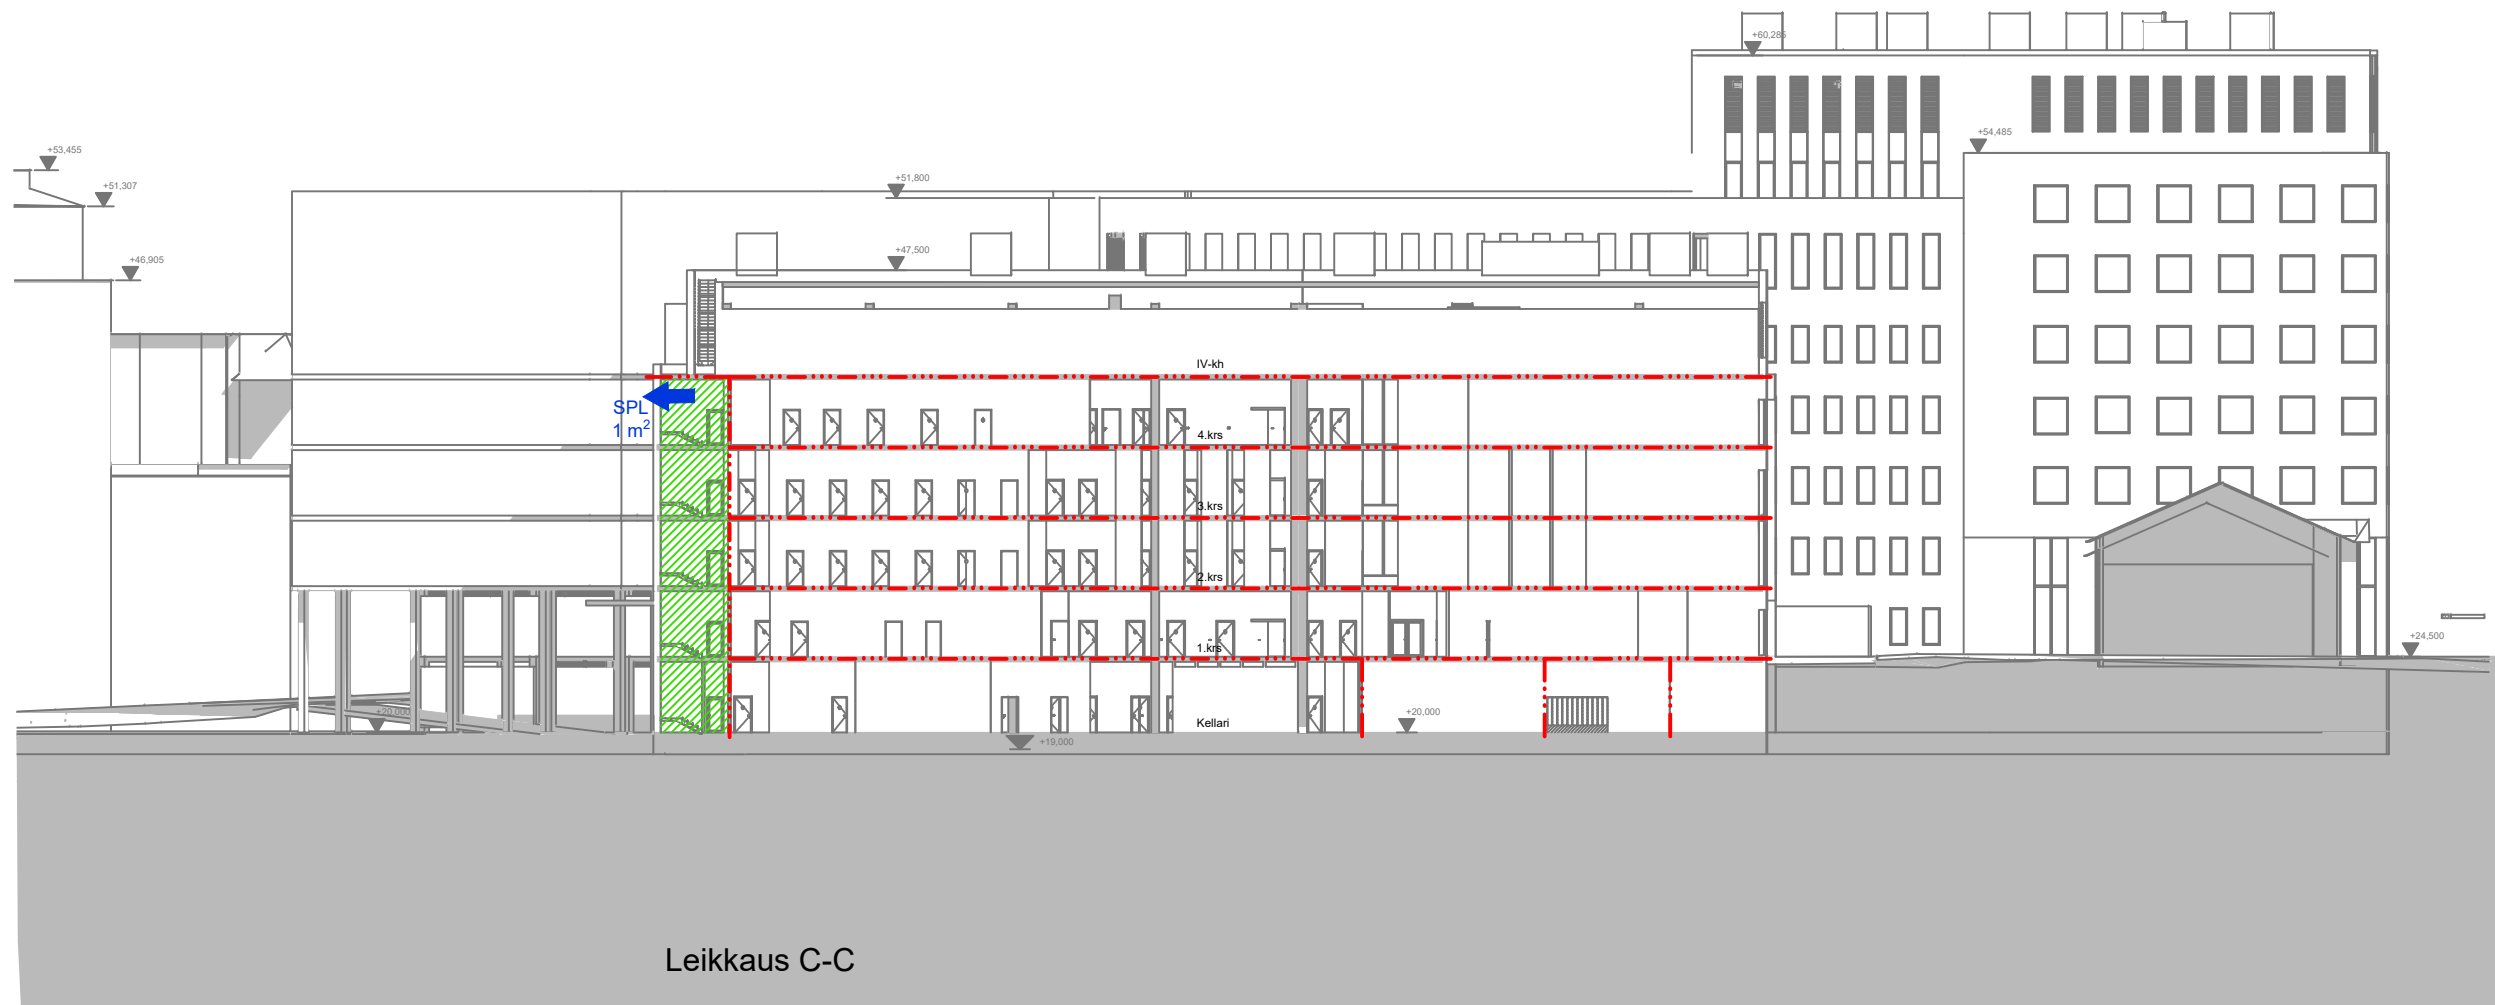 +60,285
+54,485
+53,455
+51,307
+51,800
+47,500
+46,905
IV-kh
SPL
1 m²
4.krs
3.krs
2.krs
1.krs
+24,500
+20,000
Kellari
+20,000
+19,000
Leikkaus C-C